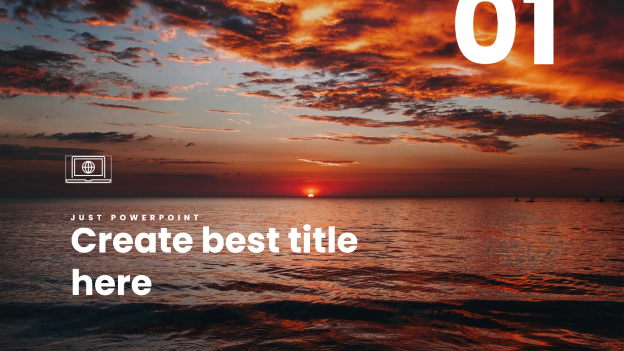 01
JUST POWERPOINT
Create best title
here